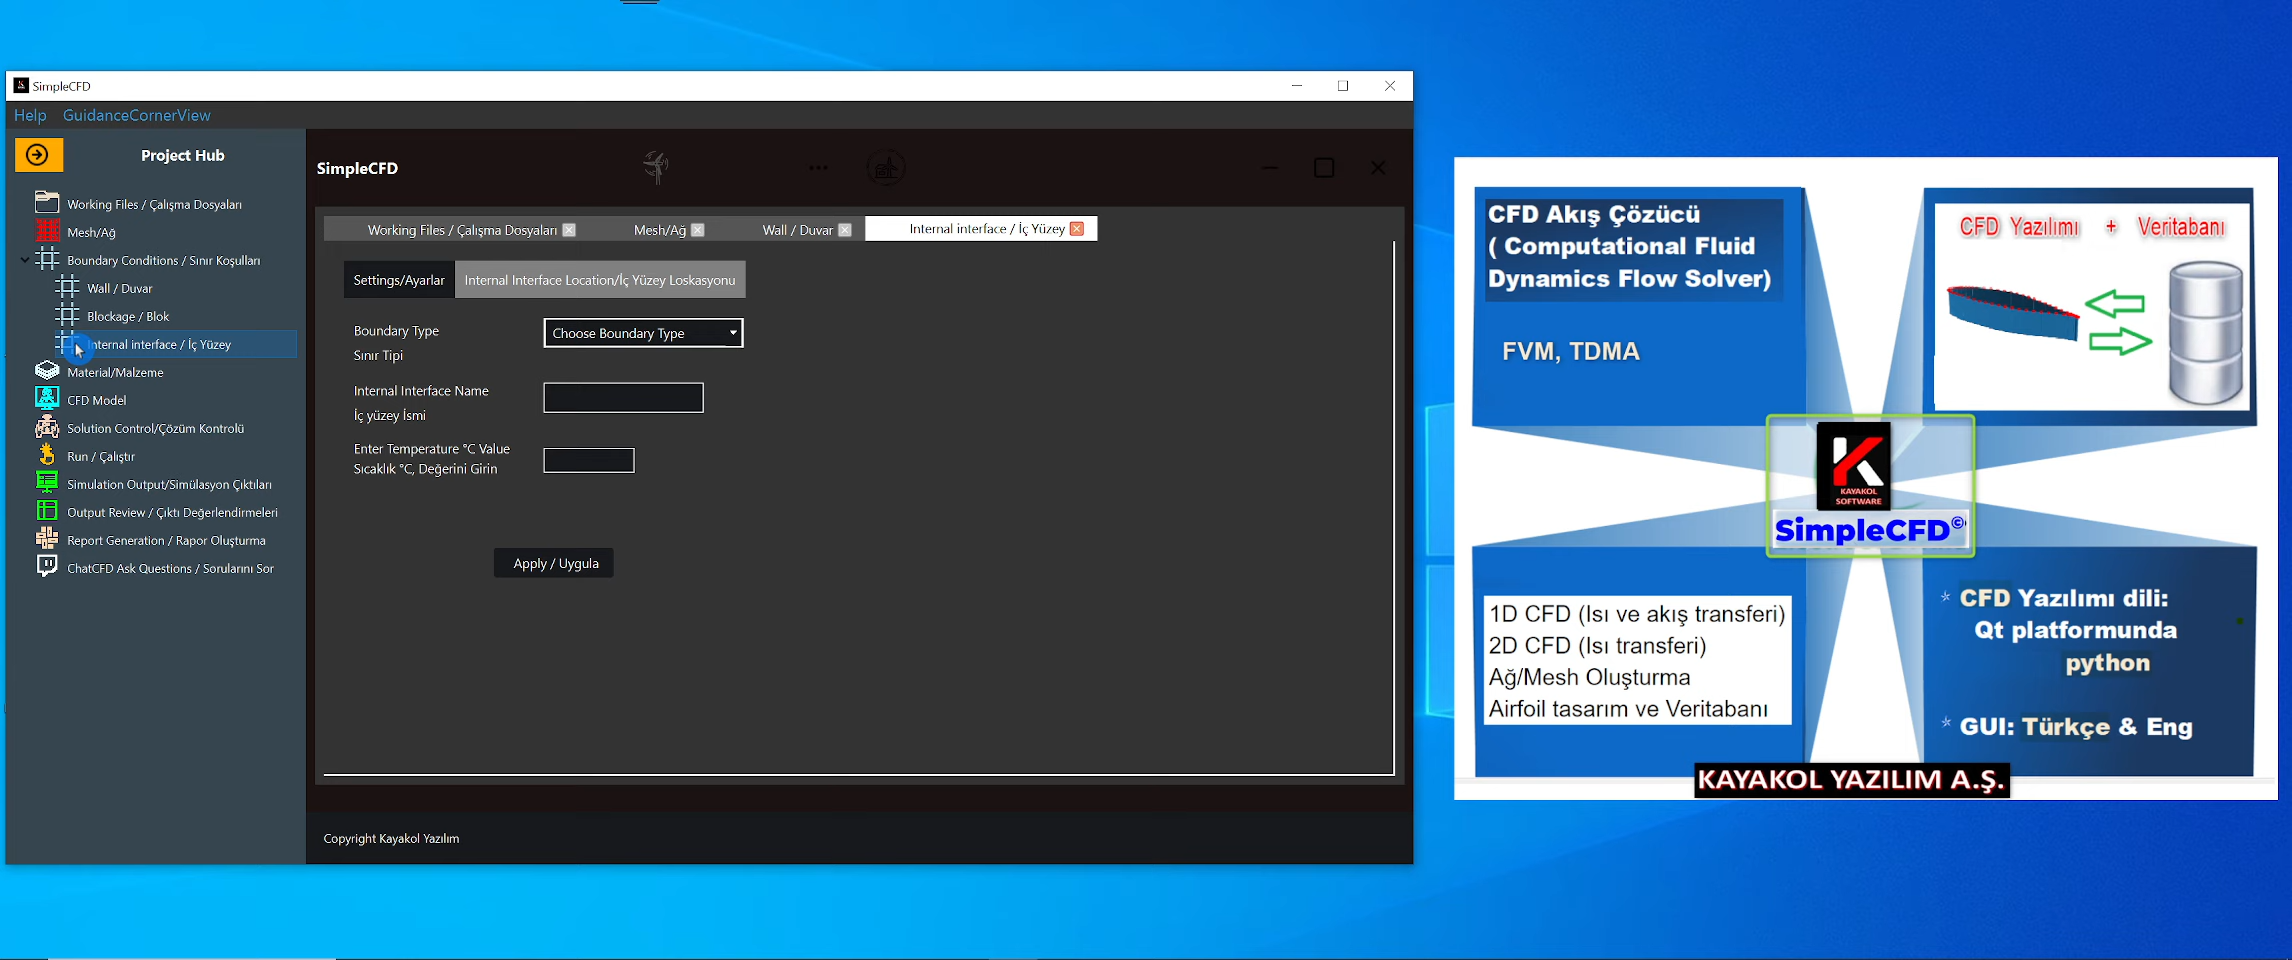 SimpleCFD
Help GuidanceCornerView
Project Hub
Working Files / Çalışma Dosyaları
Mesh/Ağ
Boundary Conditions / Sınır Koşulları
Wall / Duvar
Blockage / Blok
Internal interface / İç Yüzey
Material/Malzeme
CFD Model
Solution Control/Çözüm Kontrolü
Run / Çalıştır
Simulation Output/Simülasyon Çıktıları
Output Review / Çıktı Değerlendirmeleri
Report Generation / Rapor Oluşturma
ChatCFD Ask Questions / Sorularını Sor
SimpleCFD
Working Files / Çalışma Dosyaları Mesh/Ağ Wall / Duvar Internal interface / İç Yüzey
Settings/Ayarlar Internal Interface Location/İç Yüzey Loskasyonu
Boundary Type
Sınır Tipi
Choose Boundary Type
Internal Interface Name
İç yüzey İsmi
Enter Temperature °C Value
Sıcaklık °C, Değerini Girin
Apply / Uygula
Copyright Kayakol Yazılım
CFD Akış Çözücü
( Computational Fluid
Dynamics Flow Solver)
FVM, TDMA
CFD Yazılımı + Veritabanı
K
KAYAKOL
SOFTWARE
SimpleCFD©
1D CFD (Isı ve akış transferi)
2D CFD (Isı transferi)
Ağ/Mesh Oluşturma
Airfoil tasarım ve Veritabanı
* CFD Yazılımı dili:
Qt platformunda
python
* GUI: Türkçe & Eng
KAYAKOL YAZILIM A.Ş.